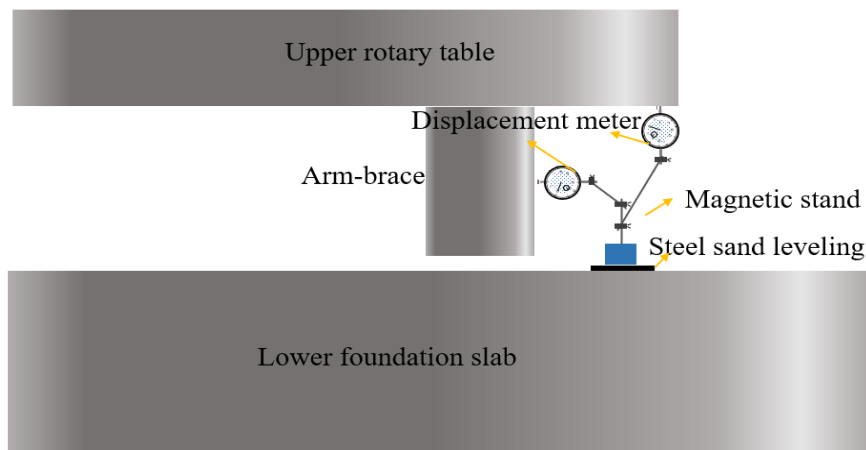 Upper rotary table
Displacement meter
Arm-brace
Magnetic stand
Steel sand leveling
Lower foundation slab